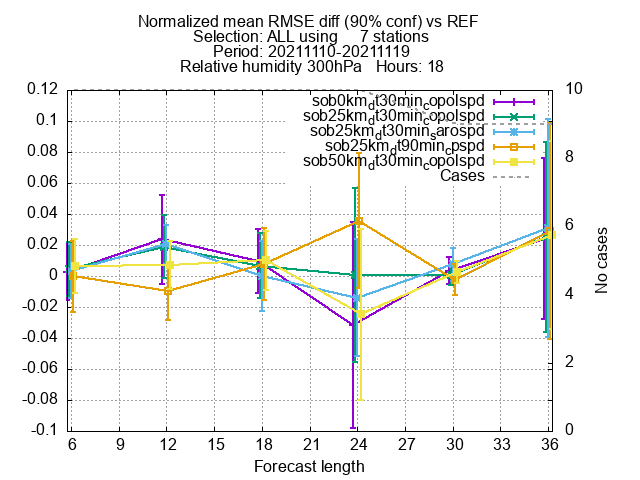 Normalized mean RMSE diff (90% conf) vs REF
Selection: ALL using 7 stations
Period: 20211110-20211119
Relative humidity 300hPa Hours: 18
0.12
0.1
0.08
0.06
0.04
0.02
0
-0.02
-0.04
-0.06
-0.08
-0.1
10
8
6
4
2
0
No cases
sob0km_dt30min_copolspd
sob25km_dt30min_copolspd
sob25km_dt30min_sarospd
sob25km_dt90min_cpspd
sob50km_dt30min_copolspd
Cases
6 9 12 15 18 21 24 27 30 33 36
Forecast length